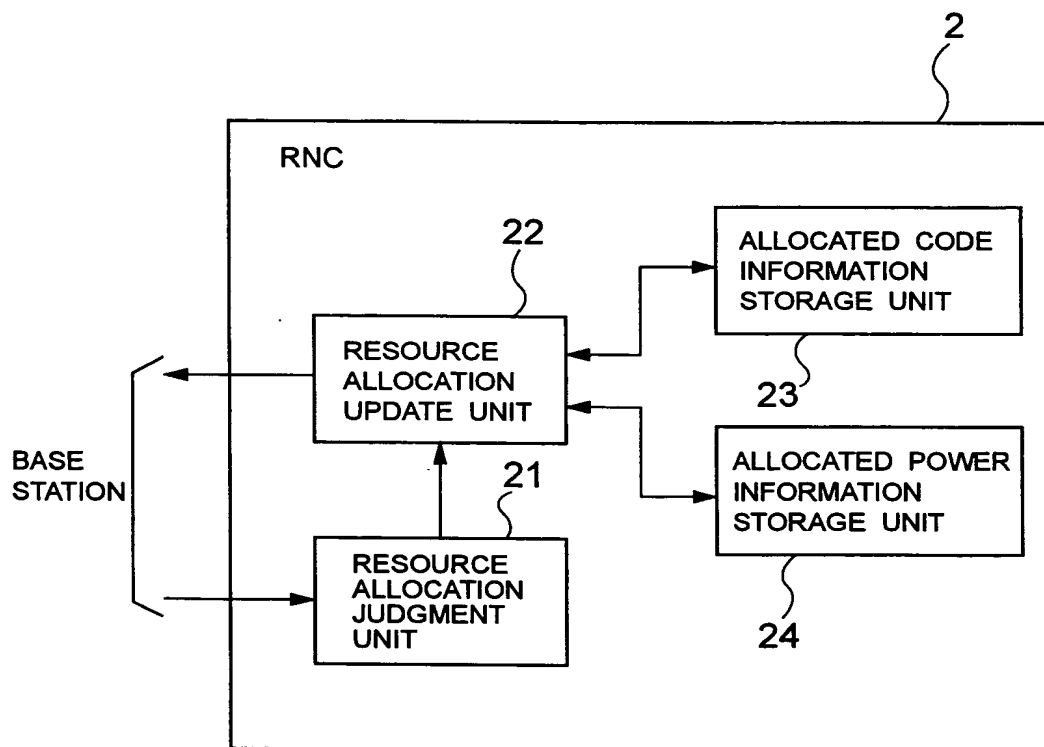 2
RNC
22
ALLOCATED CODE
INFORMATION
STORAGE UNIT
23
RESOURCE
ALLOCATION
UPDATE UNIT
BASE
STATION
21
ALLOCATED POWER
INFORMATION
STORAGE UNIT
24
RESOURCE
ALLOCATION
JUDGMENT
UNIT